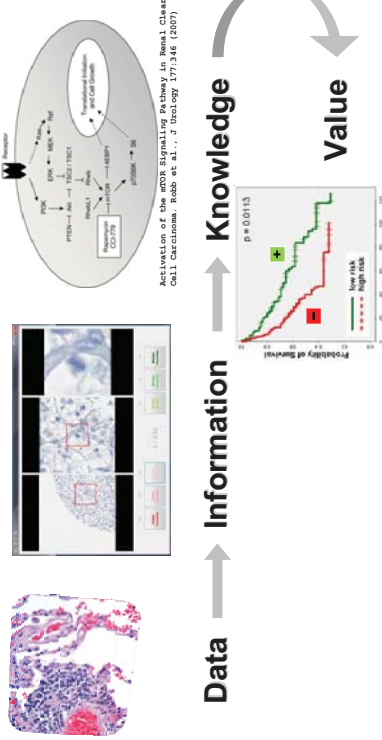 Receptor
PI3K
Ras
Raf
MEK
ERK
PTEN
Akt
TSC2 / TSC1
RhebL1
Rheb
Rapamycin
CCI-779
mTOR
4EBP1
p70S6K
S6
Translational Initiation
and Cell Growth
Activation of the mTOR Signaling Pathway in Renal Clear
Cell Carcinoma. Robb et al., J Urology 177:346 (2007)
Data
Information
Knowledge
Value
Probability of Survival
p = 0.0113
+
−
low risk
high risk